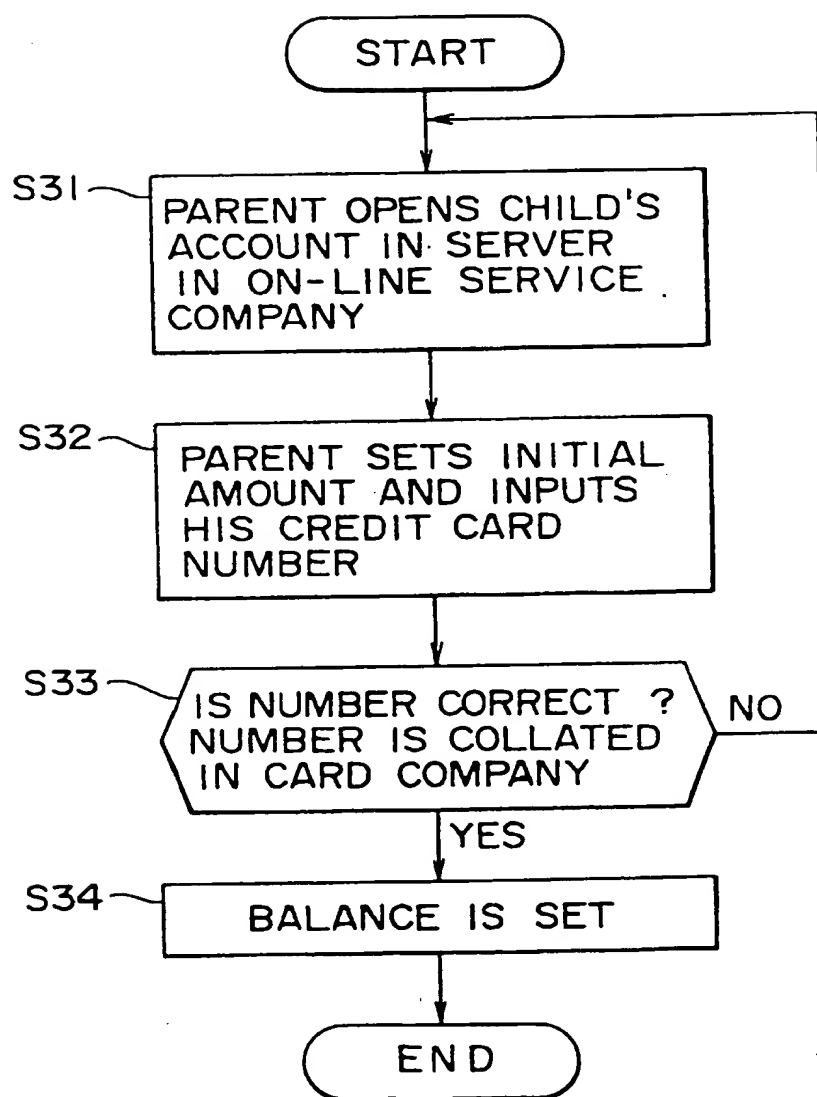 START
S31
PARENT OPENS CHILD'S
ACCOUNT IN SERVER
IN ON-LINE SERVICE
COMPANY
S32
PARENT SETS INITIAL
AMOUNT AND INPUTS
HIS CREDIT CARD
NUMBER
S33
IS NUMBER CORRECT ?
NUMBER IS COLLATED
IN CARD COMPANY
NO
YES
S34
BALANCE IS SET
END